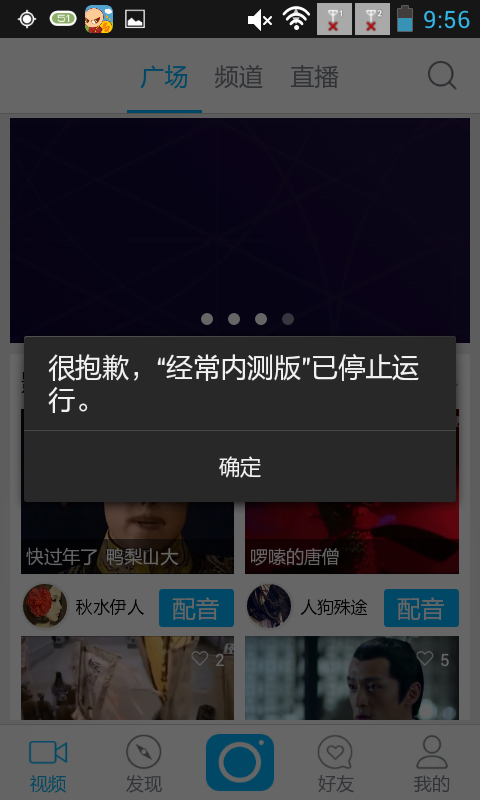 51
1
2
9:56
广场 频道 直播
很抱歉，“经常内测版”已停止运
行。
确定
快过年了 鸭梨山大
啰嗦的唐僧
秋水伊人
配音
人狗殊途
配音
2
5
视频 发现 好友 我的